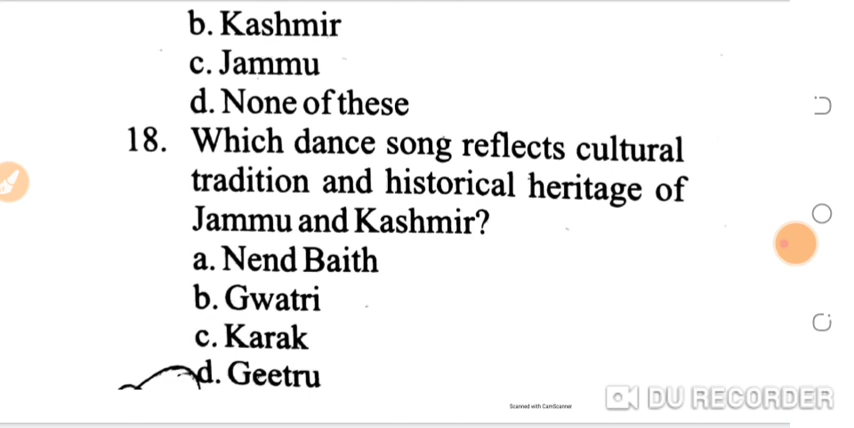 b. Kashmir
c. Jammu
d. None of these
18. Which dance song reflects cultural
tradition and historical heritage of
Jammu and Kashmir?
a. Nend Baith
b. Gwatri
c. Karak
d. Geetru
Scanned with CamScanner
DU RECORDER